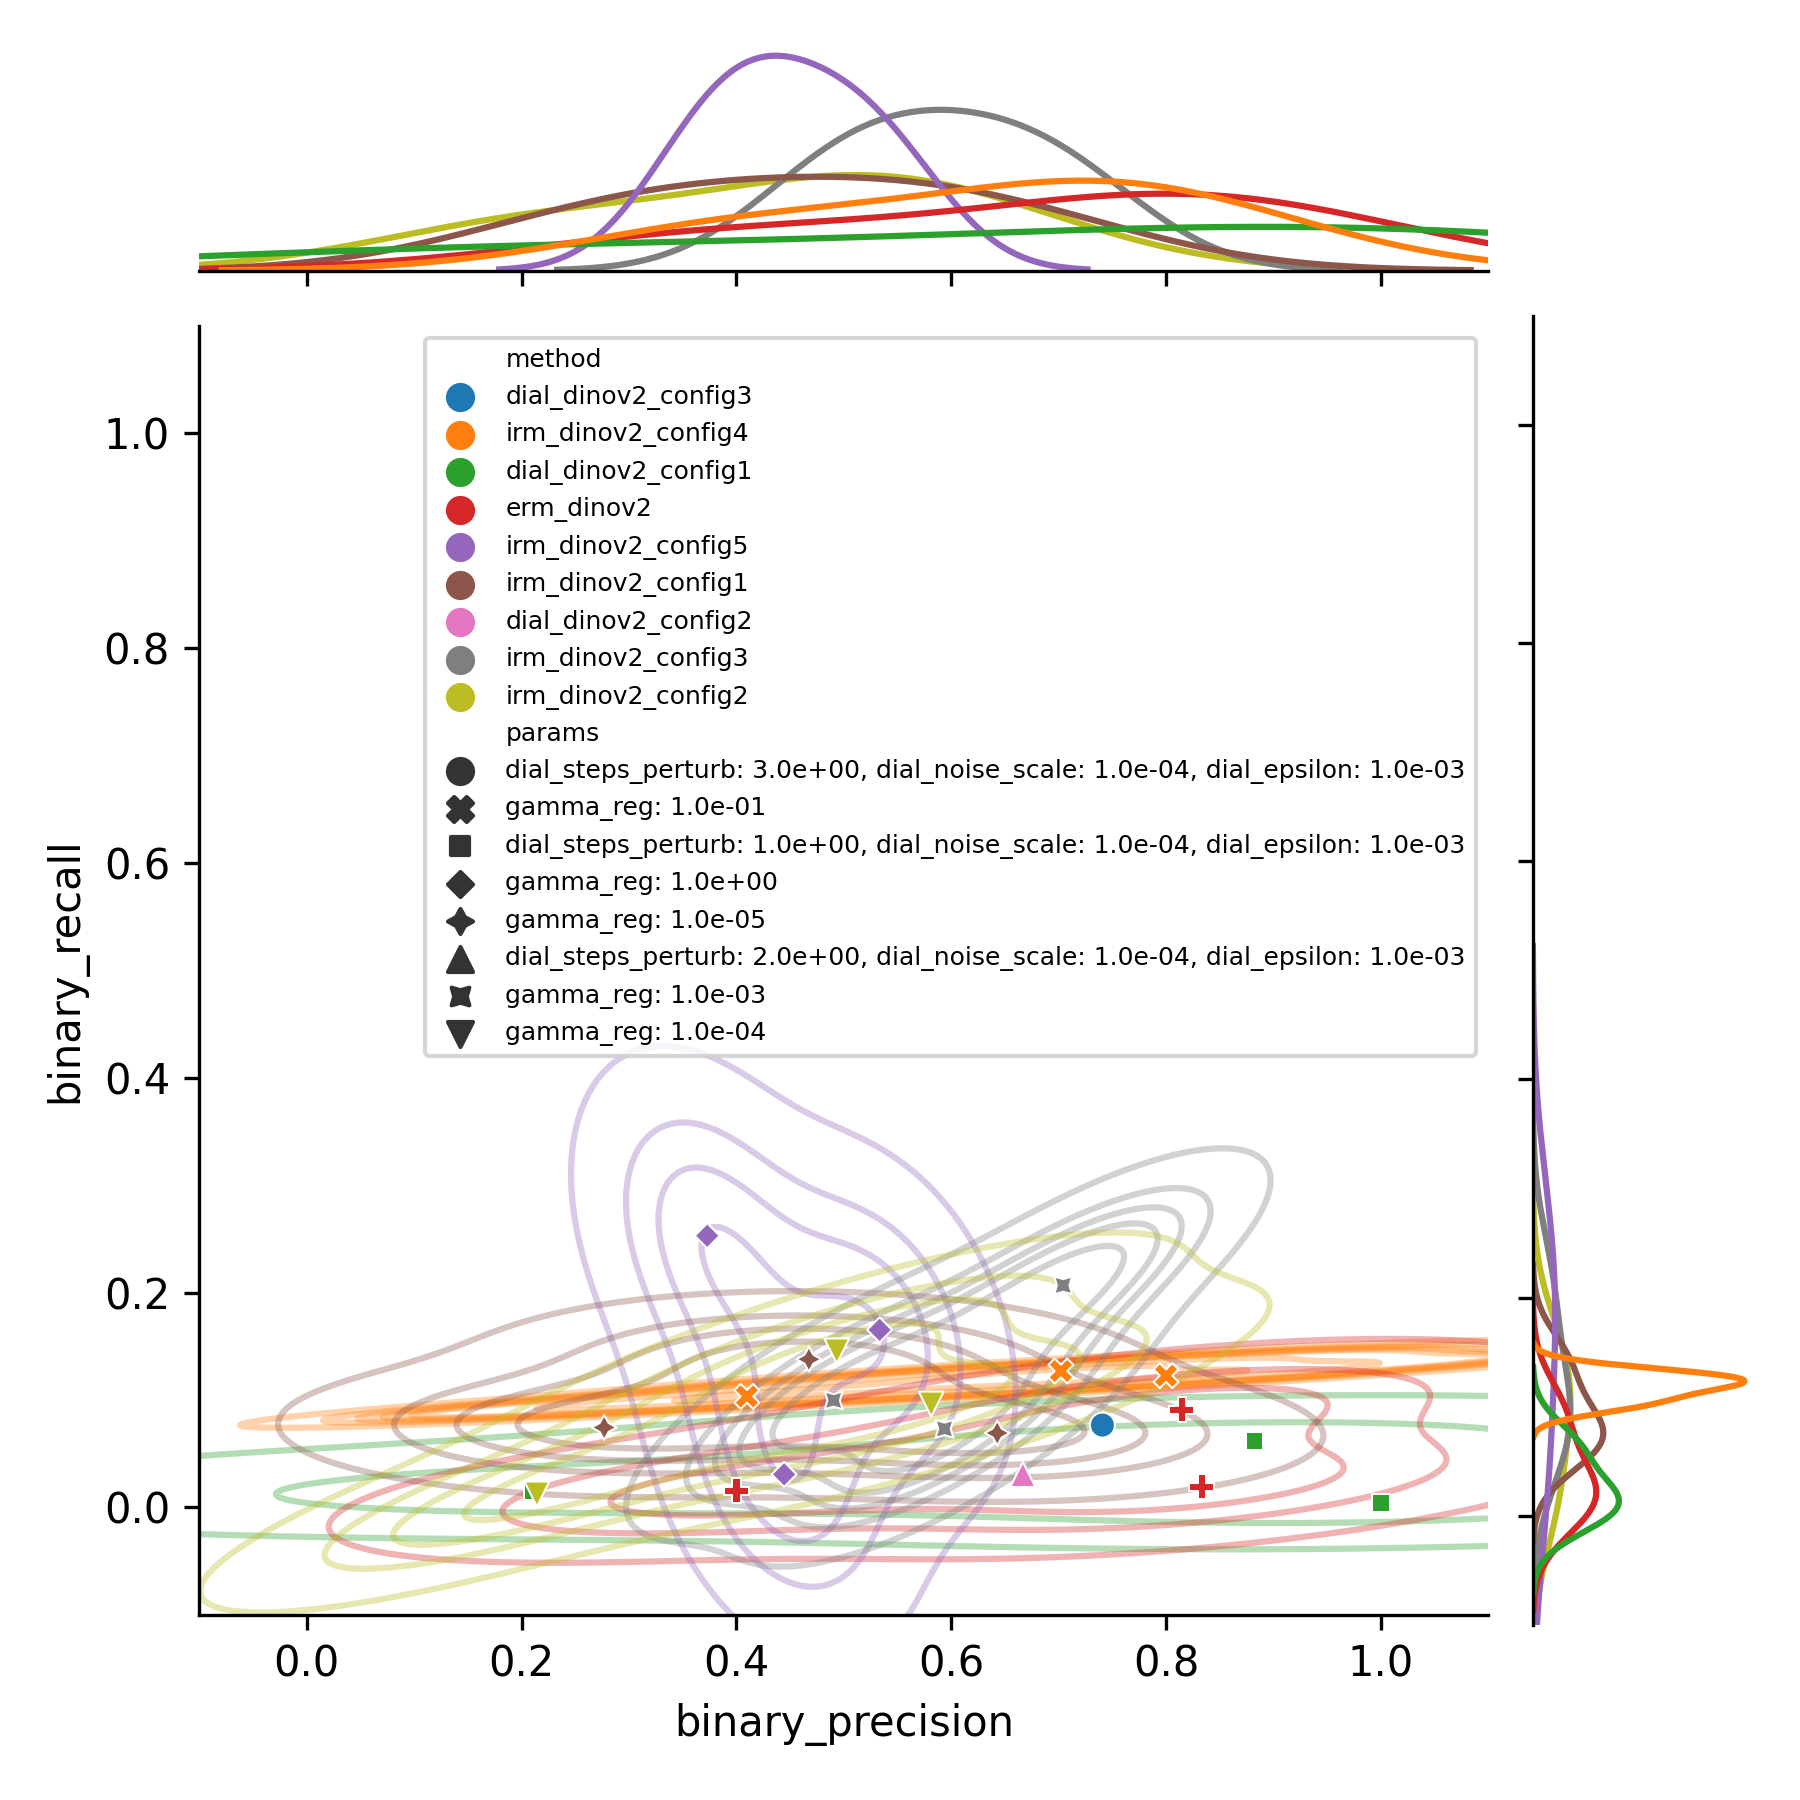 method
dial_dinov2_config3
irm_dinov2_config4
dial_dinov2_config1
erm_dinov2
irm_dinov2_config5
irm_dinov2_config1
dial_dinov2_config2
irm_dinov2_config3
irm_dinov2_config2
params
dial_steps_perturb: 3.0e+00, dial_noise_scale: 1.0e-04, dial_epsilon: 1.0e-03
gamma_reg: 1.0e-01
dial_steps_perturb: 1.0e+00, dial_noise_scale: 1.0e-04, dial_epsilon: 1.0e-03
gamma_reg: 1.0e+00
gamma_reg: 1.0e-05
dial_steps_perturb: 2.0e+00, dial_noise_scale: 1.0e-04, dial_epsilon: 1.0e-03
gamma_reg: 1.0e-03
gamma_reg: 1.0e-04
1.0
0.8
0.6
0.4
0.2
0.0
binary_recall
0.0 0.2 0.4 0.6 0.8 1.0
binary_precision